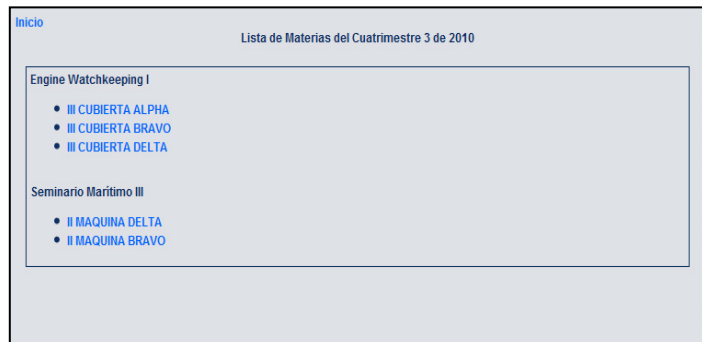 Inicio
Lista de Materias del Cuatrimestre 3 de 2010
Engine Watchkeeping I
III CUBIERTA ALPHA
III CUBIERTA BRAVO
III CUBIERTA DELTA
Seminario Marítimo III
II MAQUINA DELTA
II MAQUINA BRAVO